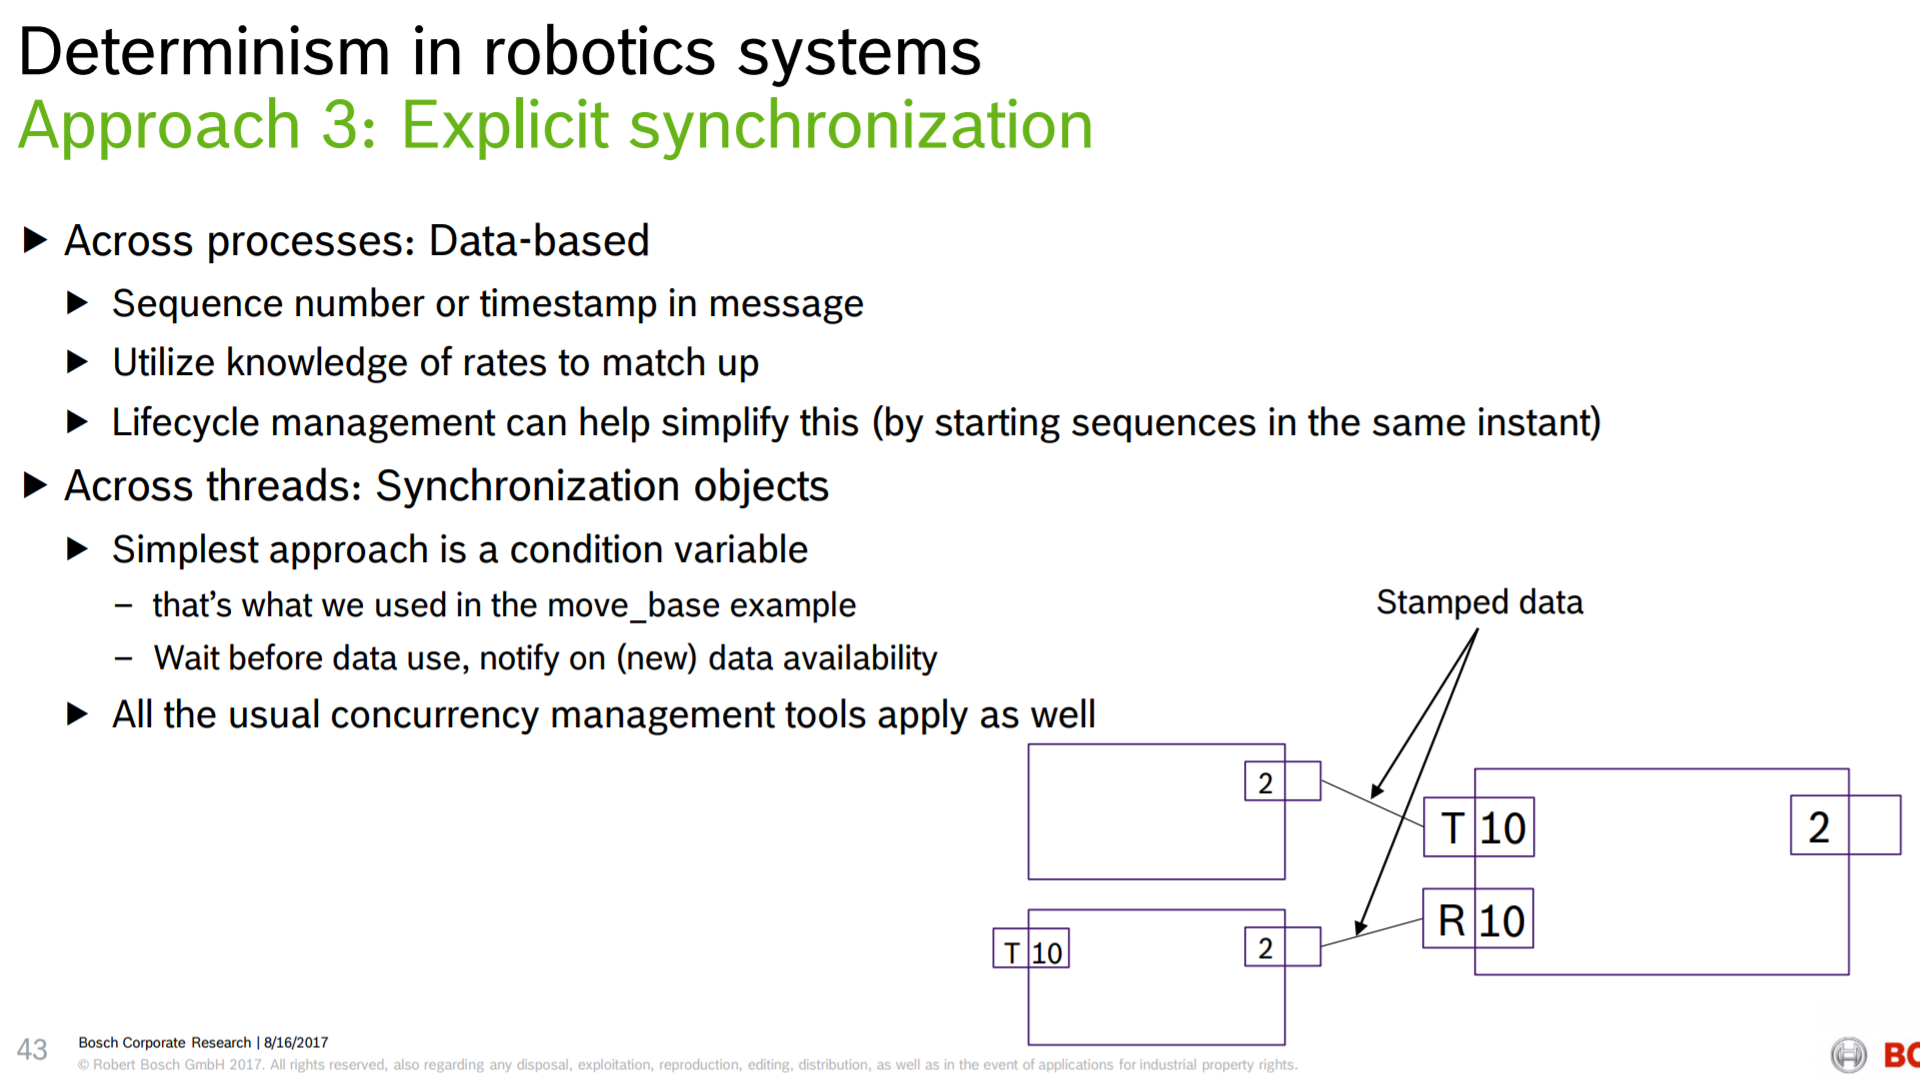 Determinism in robotics systems
Approach 3: Explicit synchronization
Across processes: Data-based
Sequence number or timestamp in message
Utilize knowledge of rates to match up
Lifecycle management can help simplify this (by starting sequences in the same instant)
Across threads: Synchronization objects
Simplest approach is a condition variable
– that’s what we used in the move_base example
– Wait before data use, notify on (new) data availability
All the usual concurrency management tools apply as well
Stamped data
2
T 10
2
R 10
T 10
2
43
Bosch Corporate Research | 8/16/2017
© Robert Bosch GmbH 2017. All rights reserved, also regarding any disposal, exploitation, reproduction, editing, distribution, as well as in the event of applications for industrial property rights.